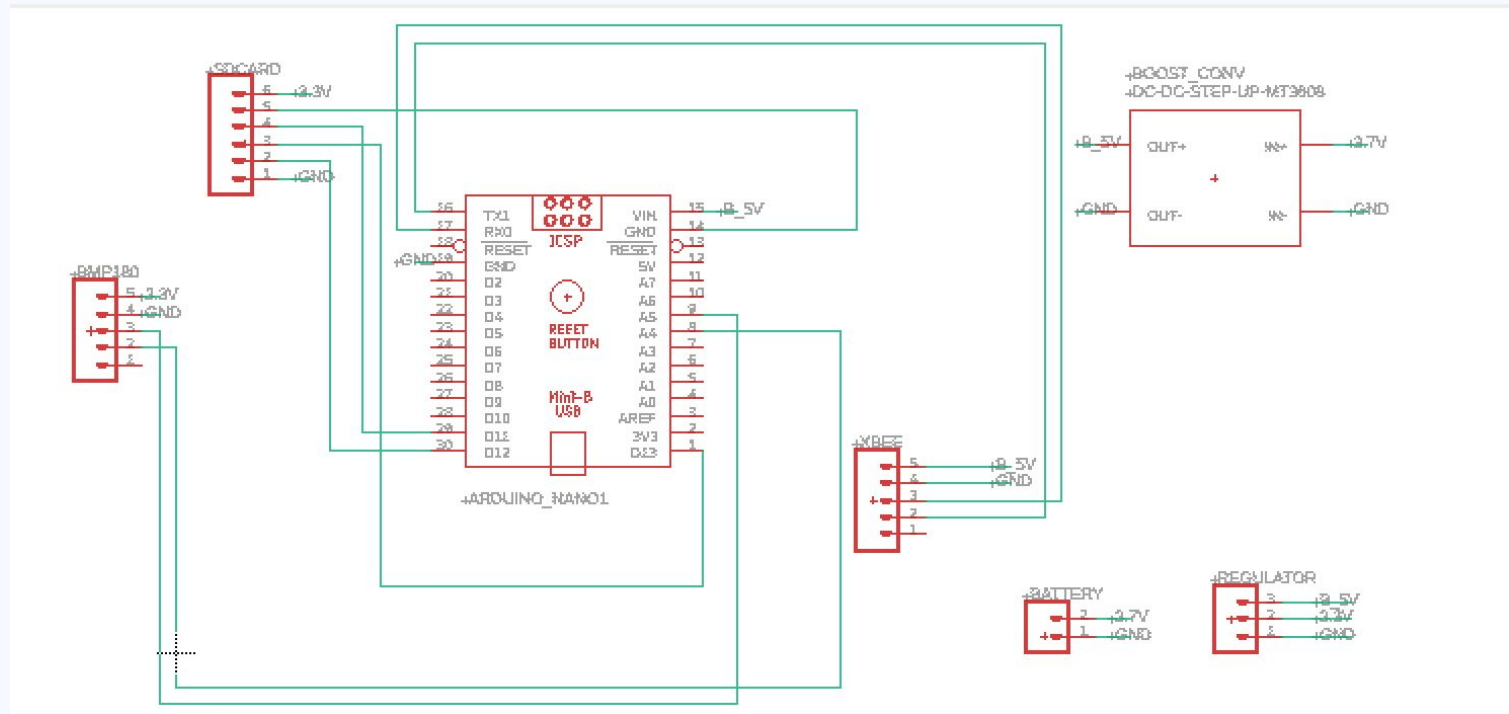 +SDCARD
6 +3.3V
5
4
3
2
1 +GND
+BOOST_CONV
+DC-DC-STEP-UP-MT3608
+B_5V OUT+ IN+ +3.7V
+GND OUT- IN- +GND
+BMP180
5 +3.3V
4 +GND
3
2
1
16 TX1 VIN 15 +B_5V
17 RX0 GND 14
ICSP
18 RESET RESET 13
+GND 19 GND 5V 12
20 D2 A7 11
21 D3 A6 10
22 D4 A5 9
23 D5 A4 8
RESET
BUTTON
24 D6 A3 7
25 D7 A2 6
26 D8 A1 5
27 D9 A0 4
Mini-B
USB
28 D10 AREF 3
29 D11 3V3 2
30 D12 D13 1
+ARDUINO_NANO1
+XBEE
5 +B_5V
4 +GND
3
2
1
+BATTERY
2 +3.7V
1 +GND
+REGULATOR
3 +B_5V
2 +3.3V
1 +GND